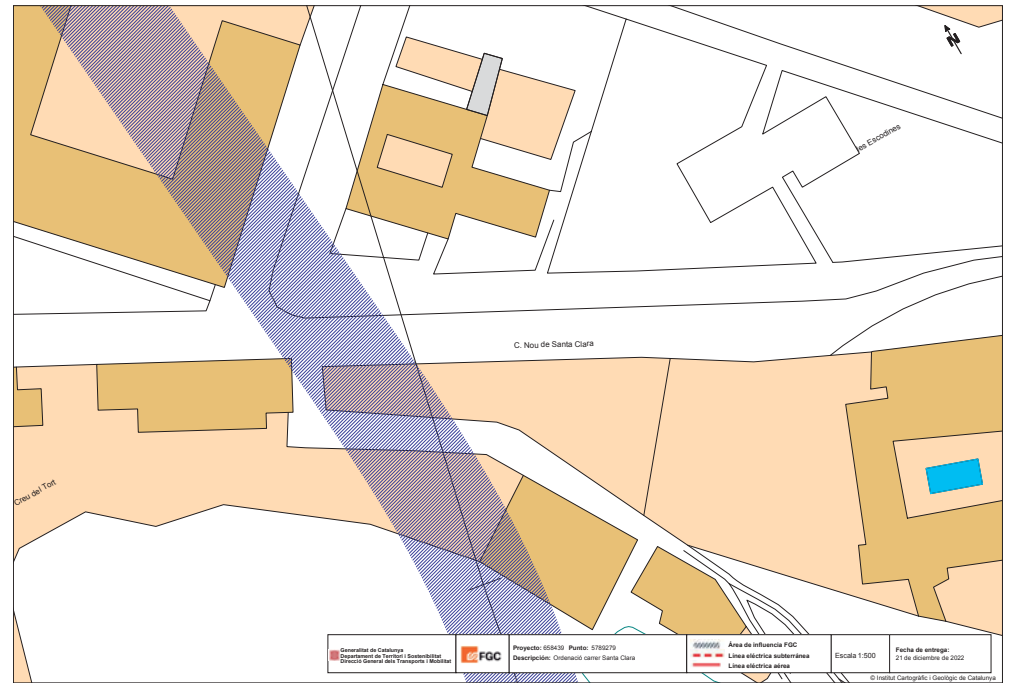 N
les Escodines
C. Nou de Santa Clara
Creu del Tort
Generalitat de Catalunya
Departament de Territori i Sostenibilitat
Direcció General dels Transports i Mobilitat
FGC
Proyecto: 658439 Punto: 5789279
Descripción: Ordenació carrer Santa Clara
Área de influencia FGC
Línea eléctrica subterránea
Línea eléctrica aérea
Escala 1:500
Fecha de entrega:
21 de diciembre de 2022
© Institut Cartogràfic i Geològic de Catalunya